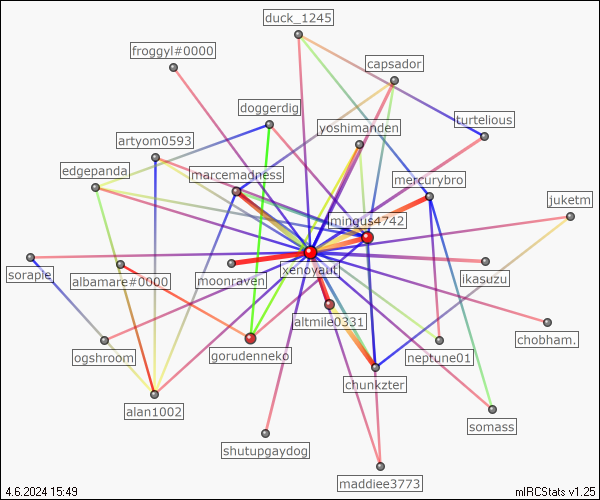 duck_1245
froggyl#0000
capsador
doggerdig
turtelious
yoshimanden
artyom0593
edgepanda
marcemadness
mercurybro
juketm
mingus4742
sorapie
xenoyaut
albamare#0000
moonraven
ikasuzu
altmile0331
chobham.
ogshroom
gorudenneko
neptune01
chunkzter
alan1002
somass
shutupgaydog
maddiee3773
4.6.2024 15:49
mIRCStats v1.25